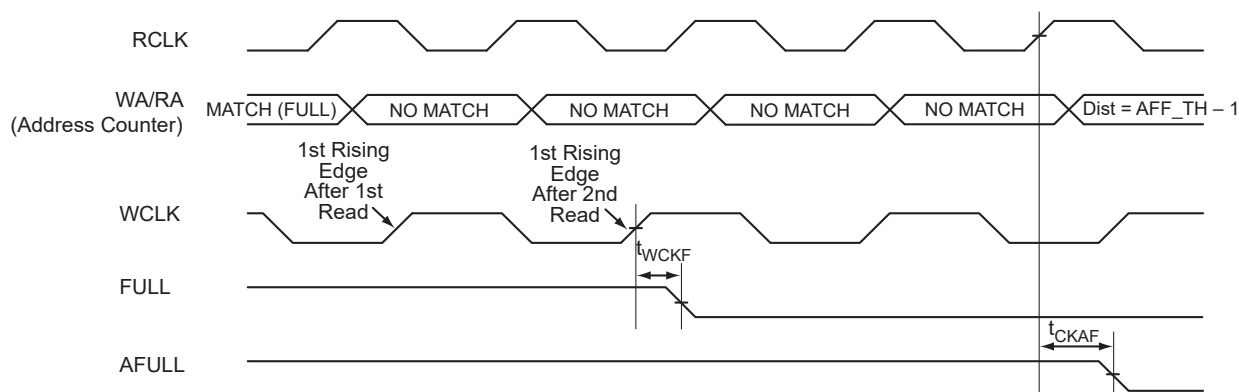 RCLK
WA/RA
(Address Counter)
MATCH (FULL)
NO MATCH
NO MATCH
NO MATCH
NO MATCH
Dist = AFF_TH – 1
1st Rising
Edge
After 1st
Read
1st Rising
Edge
After 2nd
Read
WCLK
tWCKF
FULL
tCKAF
AFULL